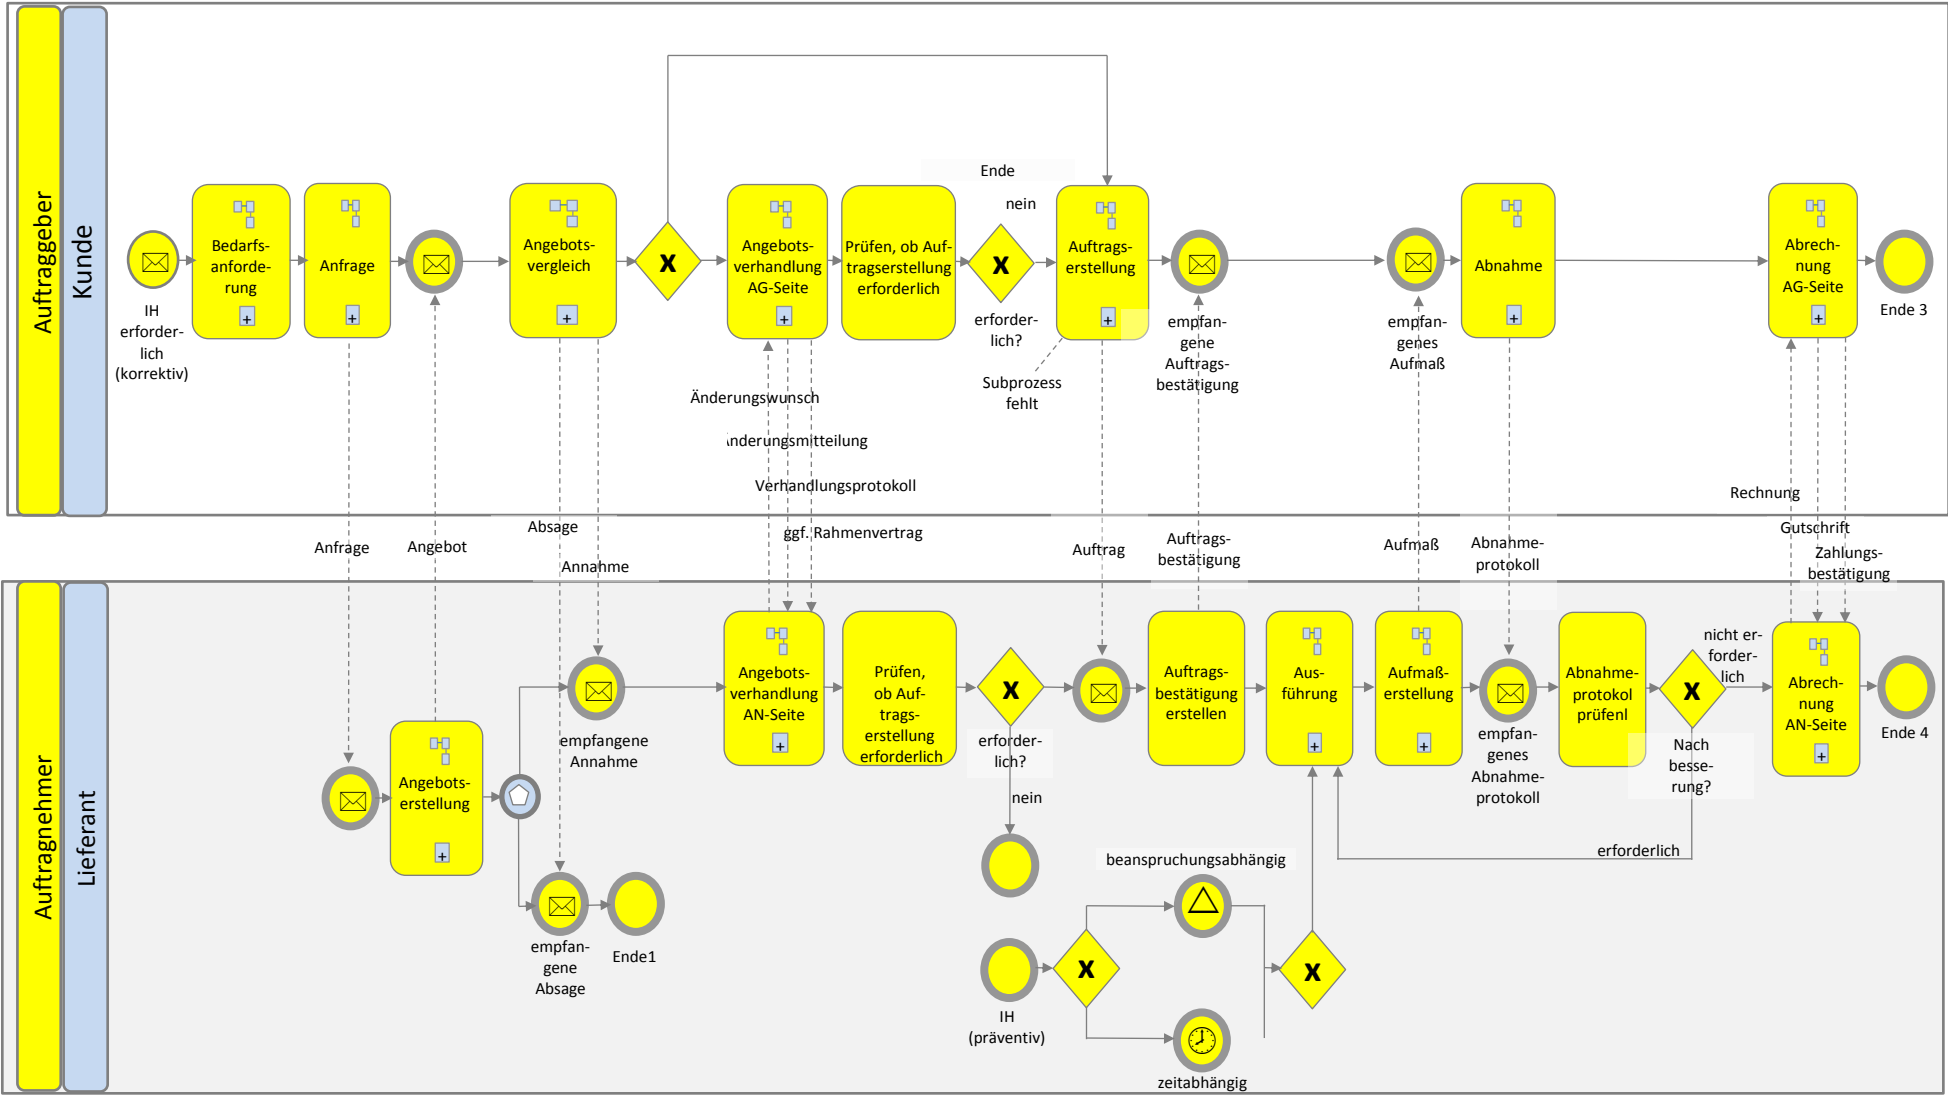 Auftraggeber
Kunde
IH
erforder-
lich
(korrektiv)
Bedarfs-
anforde-
rung
+
Anfrage
+
Angebots-
vergleich
+
X
Angebots-
verhandlung
AG-Seite
+
Prüfen, ob Auf-
tragserstellung
erforderlich
Ende
nein
X
erforder-
lich?
Auftrags-
erstellung
+
Subprozess
fehlt
empfan-
gene
Auftrags-
bestätigung
empfan-
genes
Aufmaß
Abnahme
+
Abrech-
nung
AG-Seite
+
Ende 3
Änderungswunsch
Änderungsmitteilung
Verhandlungsprotokoll
ggf. Rahmenvertrag
Anfrage
Angebot
Absage
Annahme
Auftrag
Auftrags-
bestätigung
Aufmaß
Abnahme-
protokoll
Rechnung
Gutschrift
Zahlungs-
bestätigung
Auftragnehmer
Lieferant
Angebots-
erstellung
+
empfangene
Annahme
empfan-
gene
Absage
Ende1
Angebots-
verhandlung
AN-Seite
+
Prüfen,
ob Auf-
trags-
erstellung
erforderlich
X
erforder-
lich?
nein
Auftrags-
bestätigung
erstellen
Aus-
führung
+
Aufmaß-
erstellung
+
empfan-
genes
Abnahme-
protokoll
Abnahme-
protokol
prüfenl
X
nicht er-
forder-
lich
Nach
besse-
rung?
erforderlich
Abrech-
nung
AN-Seite
+
Ende 4
IH
(präventiv)
X
beanspruchungsabhängig
zeitabhängig
X